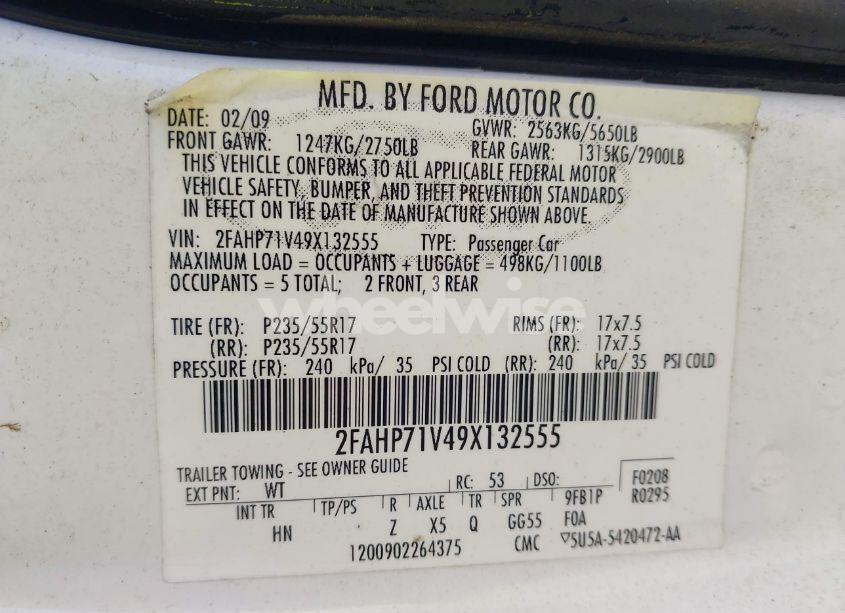 MFD. BY FORD MOTOR CO.
DATE: 02/09 GVWR: 2563KG/5650LB
FRONT GAWR: 1247KG/2750LB REAR GAWR: 1315KG/2900LB
THIS VEHICLE CONFORMS TO ALL APPLICABLE FEDERAL MOTOR
VEHICLE SAFETY, BUMPER, AND THEFT PREVENTION STANDARDS
IN EFFECT ON THE DATE OF MANUFACTURE SHOWN ABOVE.
VIN: 2FAHP71V49X132555 TYPE: Passenger Car
MAXIMUM LOAD = OCCUPANTS + LUGGAGE = 498KG/1100LB
OCCUPANTS = 5 TOTAL; 2 FRONT, 3 REAR
wheelwise
TIRE (FR): P235/55R17 RIMS (FR): 17x7.5
(RR): P235/55R17 (RR): 17x7.5
PRESSURE (FR): 240 kPa/ 35 PSI COLD (RR): 240 kPa/ 35 PSI COLD
2FAHP71V49X132555
TRAILER TOWING - SEE OWNER GUIDE
EXT PNT: WT RC: 53 DSO: F0208
INT TR TP/PS R AXLE TR SPR 9FB1P R0295
HN Z X5 Q GG55 FOA
1200902264375 CMC ▽5U5A-5420472-AA